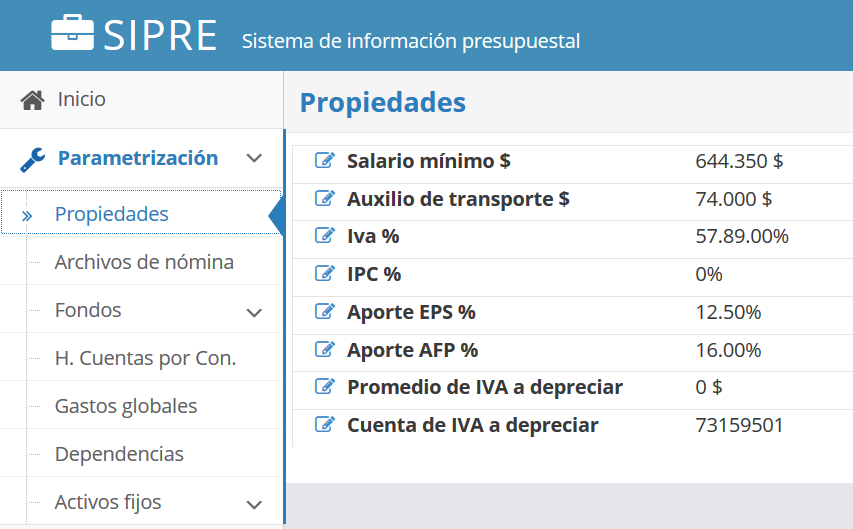 SIPRE Sistema de información presupuestal
Inicio
Parametrización
Propiedades
Archivos de nómina
Fondos
H. Cuentas por Con.
Gastos globales
Dependencias
Activos fijos
Propiedades
Salario mínimo $ 644.350 $
Auxilio de transporte $ 74.000 $
Iva % 57.89.00%
IPC % 0%
Aporte EPS % 12.50%
Aporte AFP % 16.00%
Promedio de IVA a depreciar 0 $
Cuenta de IVA a depreciar 73159501